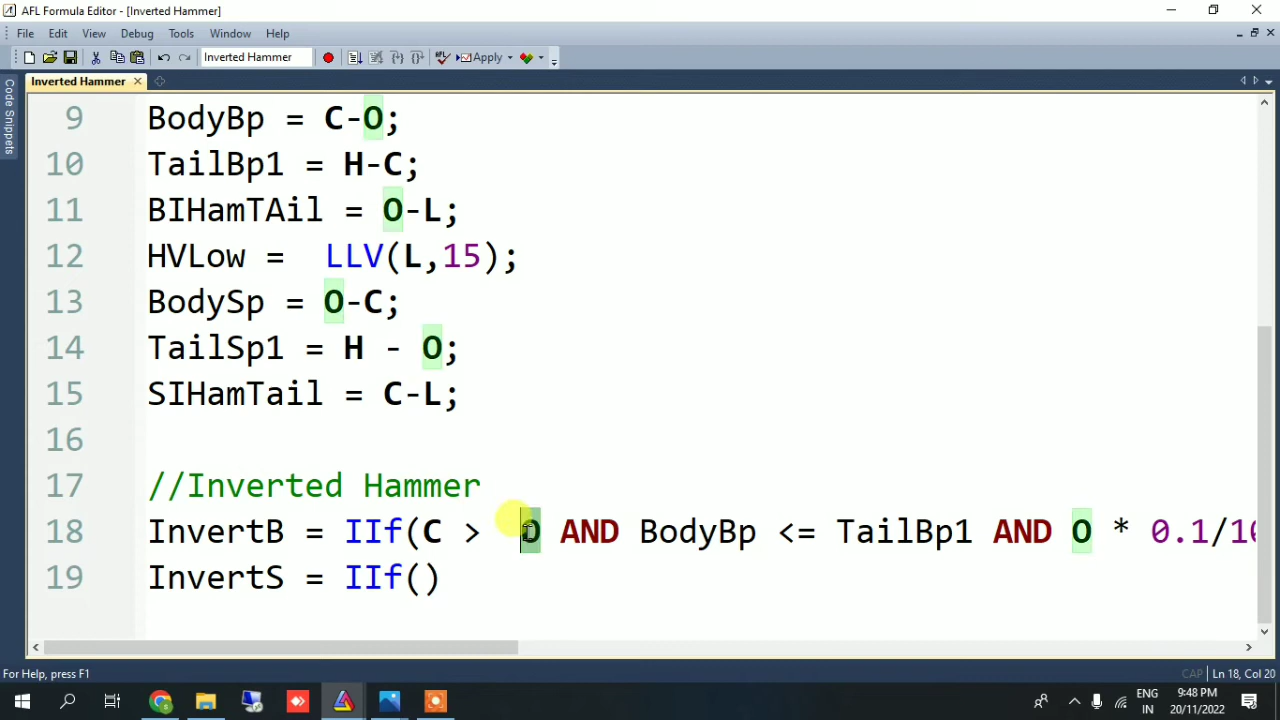 AFL Formula Editor - [Inverted Hammer]
File Edit View Debug Tools Window Help
Inverted Hammer Apply
Inverted Hammer
Code Snippets
9 BodyBp = C-O;
10 TailBp1 = H-C;
11 BIHamTAil = O-L;
12 HVLow = LLV(L,15);
13 BodySp = O-C;
14 TailSp1 = H - O;
15 SIHamTail = C-L;
16
17 //Inverted Hammer
18 InvertB = IIf(C > O AND BodyBp <= TailBp1 AND O * 0.1/10
19 InvertS = IIf()
For Help, press F1
CAP Ln 18, Col 20
ENG
IN
9:48 PM
20/11/2022